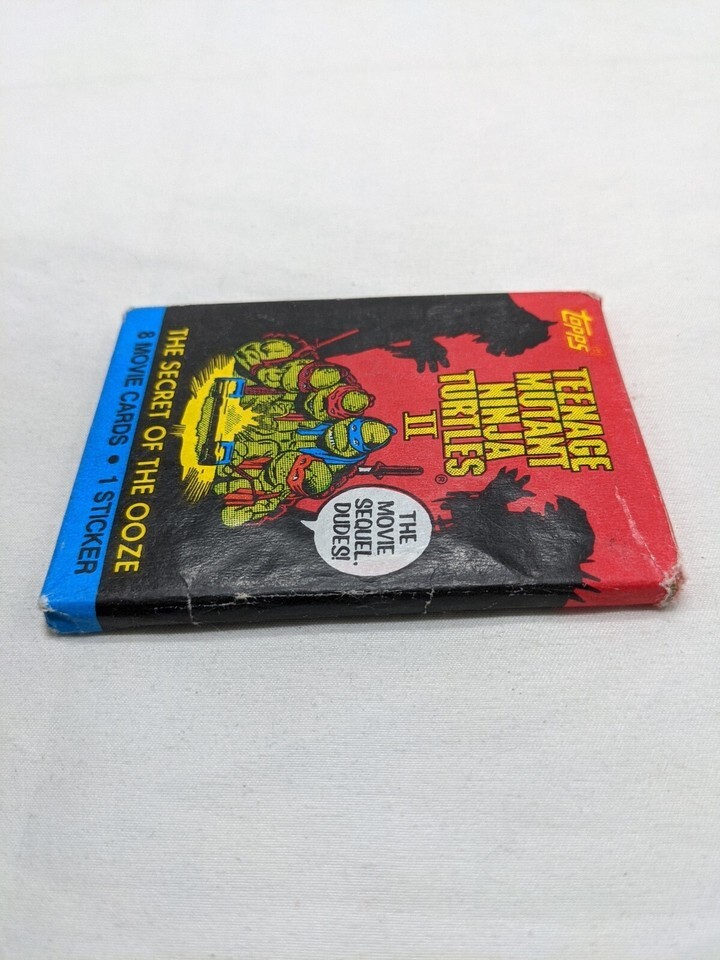 TOPPS
TEENAGE
MUTANT
NINJA
TURTLES®
II
THE
MOVIE
SEQUEL,
DUDES!
THE SECRET OF THE OOZE
8 MOVIE CARDS • 1 STICKER